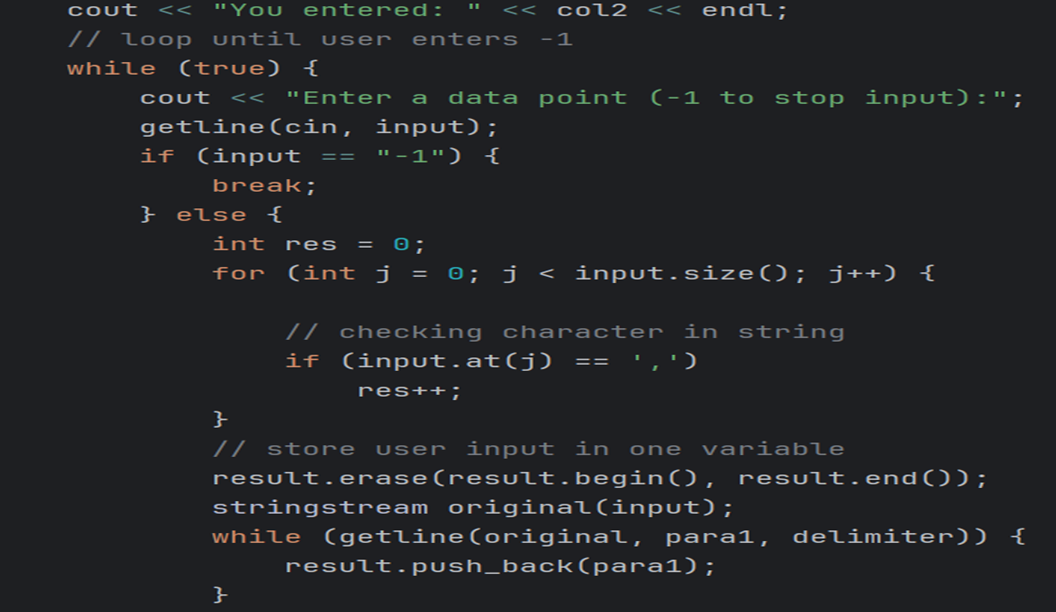 cout << "You entered: " << col2 << endl;
// loop until user enters -1
while (true) {
cout << "Enter a data point (-1 to stop input):";
getline(cin, input);
if (input == "-1") {
break;
} else {
int res = 0;
for (int j = 0; j < input.size(); j++) {
// checking character in string
if (input.at(j) == ',')
res++;
}
// store user input in one variable
result.erase(result.begin(), result.end());
stringstream original(input);
while (getline(original, para1, delimiter)) {
result.push_back(para1);
}